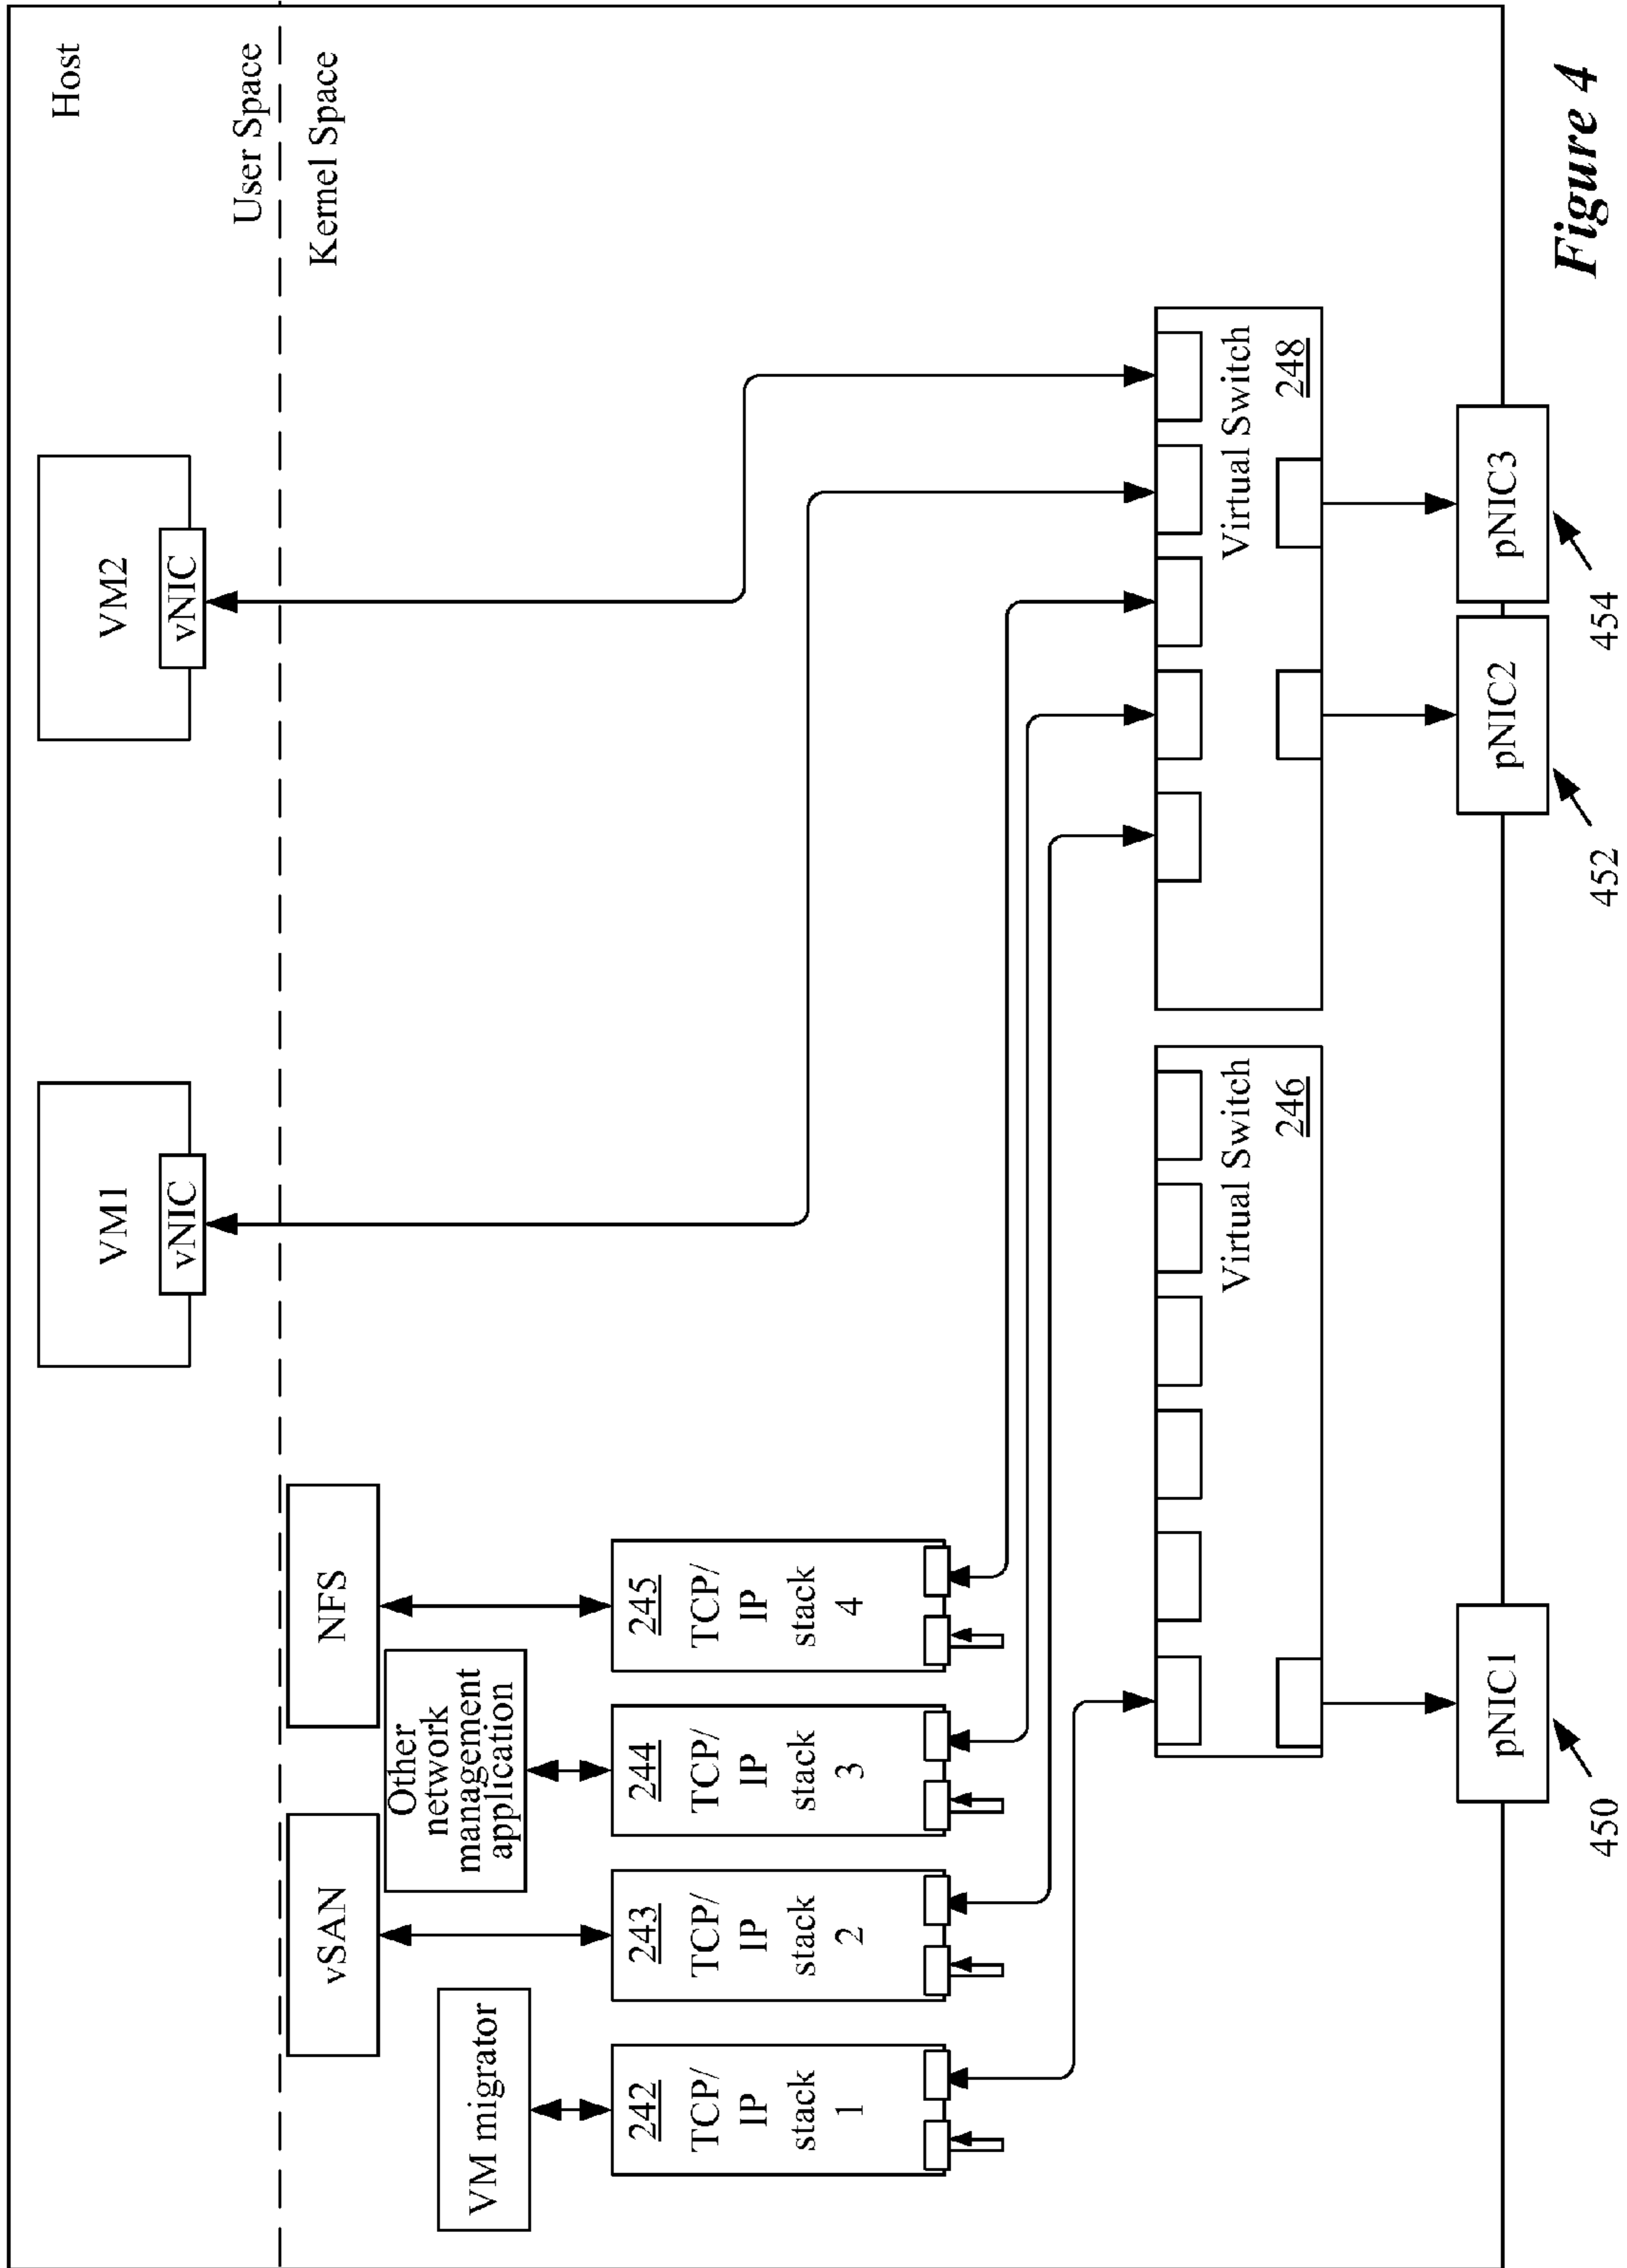 Host
VM1
vNIC
VM2
vNIC
User Space
Kernel Space
vSAN
NFS
VM migrator
Other
network
management
application
242
TCP/
IP
stack
1
243
TCP/
IP
stack
2
244
TCP/
IP
stack
3
245
TCP/
IP
stack
4
Virtual Switch
246
Virtual Switch
248
pNIC1
pNIC2
pNIC3
450
452
454
Figure 4